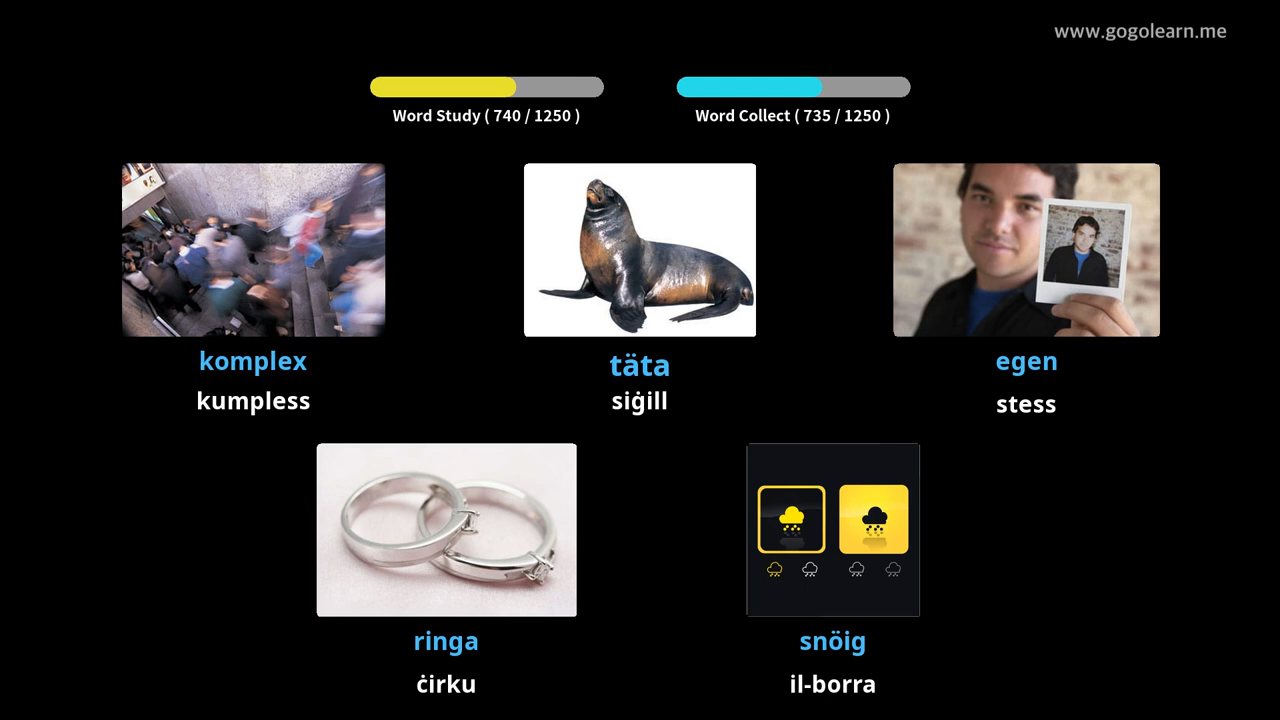 www.gogolearn.me
Word Study ( 740 / 1250 )
Word Collect ( 735 / 1250 )
komplex
kumpless
täta
siġill
egen
stess
ringa
ċirku
snöig
il-borra